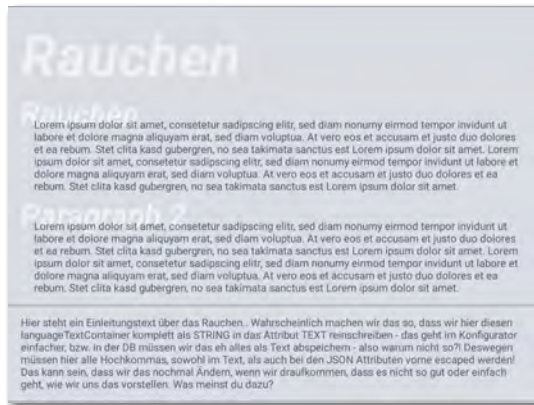 Rauchen
Rauchen
Lorem ipsum dolor sit amet, consetetur sadipscing elitr, sed diam nonumy eirmod tempor invidunt ut
labore et dolore magna aliquyam erat, sed diam voluptua. At vero eos et accusam et justo duo dolores
et ea rebum. Stet clita kasd gubergren, no sea takimata sanctus est Lorem ipsum dolor sit amet. Lorem
ipsum dolor sit amet, consetetur sadipscing elitr, sed diam nonumy eirmod tempor invidunt ut labore et
dolore magna aliquyam erat, sed diam voluptua. At vero eos et accusam et justo duo dolores et ea
rebum. Stet clita kasd gubergren, no sea takimata sanctus est Lorem ipsum dolor sit amet.
Paragraph 2
Lorem ipsum dolor sit amet, consetetur sadipscing elitr, sed diam nonumy eirmod tempor invidunt ut
labore et dolore magna aliquyam erat, sed diam voluptua. At vero eos et accusam et justo duo dolores
et ea rebum. Stet clita kasd gubergren, no sea takimata sanctus est Lorem ipsum dolor sit amet. Lorem
ipsum dolor sit amet, consetetur sadipscing elitr, sed diam nonumy eirmod tempor invidunt ut labore et
dolore magna aliquyam erat, sed diam voluptua. At vero eos et accusam et justo duo dolores et ea
rebum. Stet clita kasd gubergren, no sea takimata sanctus est Lorem ipsum dolor sit amet.
Hier steht ein Einleitungstext über das Rauchen.. Wahrscheinlich machen wir das so, dass wir hier diesen
languageTextContainer komplett als STRING in das Attribut TEXT reinschreiben - das geht im Konfigurator
einfacher, bzw. in der DB müssen wir das eh alles als Text abspeichern - also warum nicht so?! Deswegen
müssen hier alle Hochkommas, sowohl im Text, als auch bei den JSON Attributen vorne escaped werden!
Das kann sein, dass wir das nochmal Ändern, wenn wir draufkommen, dass es nicht so gut oder einfach
geht, wie wir uns das vorstellen. Was meinst du dazu?